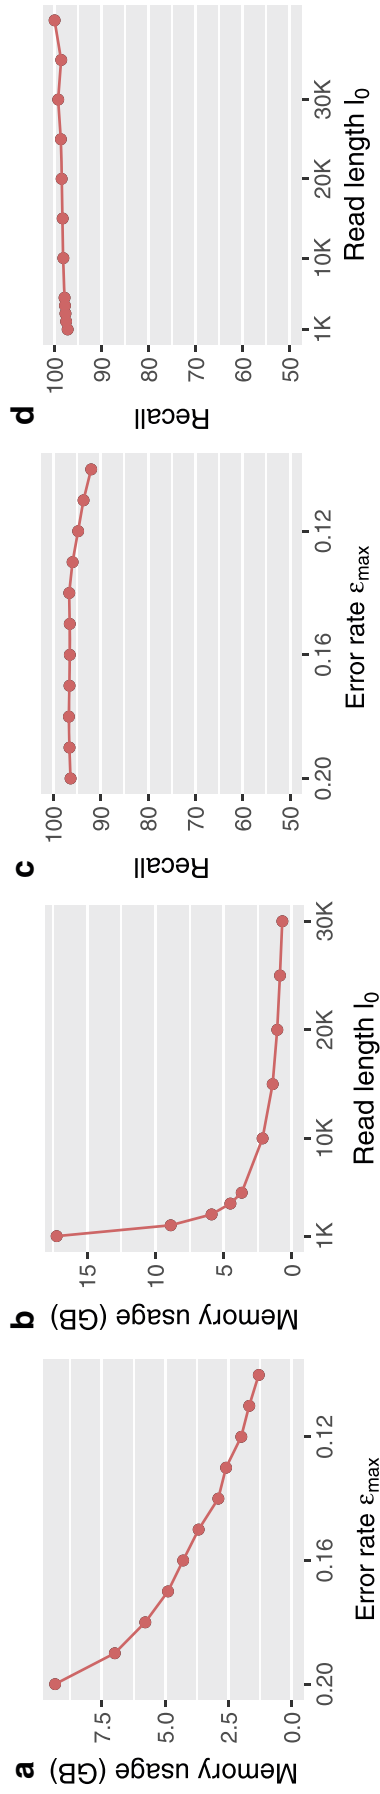 a
Memory usage (GB)
7.5
5.0
2.5
0.0
0.20
0.16
0.12
Error rate εmax
b
Memory usage (GB)
15
10
5
0
1K
10K
20K
30K
Read length l0
c
Recall
100
90
80
70
60
50
0.20
0.16
0.12
Error rate εmax
d
Recall
100
90
80
70
60
50
1K
10K
20K
30K
Read length l0